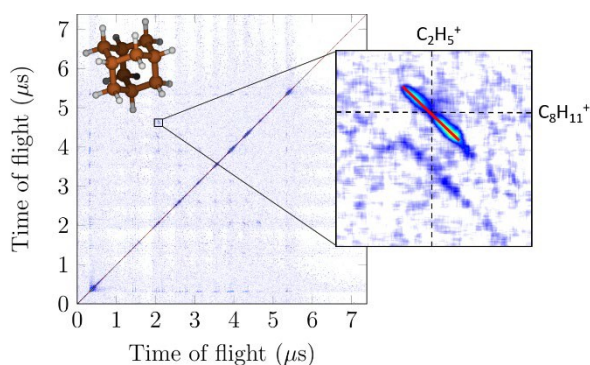 C₂H₅⁺
C₈H₁₁⁺
Time of flight (μs)
7
6
5
4
3
2
1
0
0 1 2 3 4 5 6 7
Time of flight (μs)